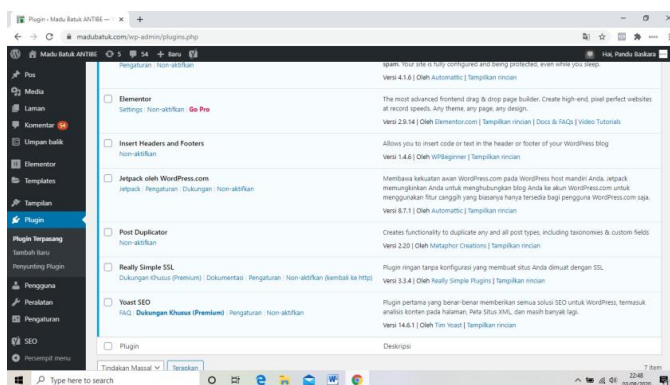 Plugin ‹ Madu Batuk ANTIBE —
madubatuk.com/wp-admin/plugins.php
Madu Batuk ANTIBE 5 54 + Baru
Hai, Pandu Baskara
Pos
Media
Laman
Komentar 54
Umpan balik
Elementor
Templates
Tampilan
Plugin
Plugin Terpasang
Tambah Baru
Penyunting Plugin
Pengguna
Peralatan
Pengaturan
SEO
Persempit menu
Pengaturan | Non-aktifkan
spam. Your site is fully configured and being protected, even while you sleep.
Versi 4.1.6 | Oleh Automattic | Tampilkan rincian
Elementor
Settings | Non-aktifkan | Go Pro
The most advanced frontend drag & drop page builder. Create high-end, pixel perfect websites
at record speeds. Any theme, any page, any design.
Versi 2.9.14 | Oleh Elementor.com | Tampilkan rincian | Docs & FAQs | Video Tutorials
Insert Headers and Footers
Non-aktifkan
Allows you to insert code or text in the header or footer of your WordPress blog
Versi 1.4.6 | Oleh WPBeginner | Tampilkan rincian
Jetpack oleh WordPress.com
Jetpack | Pengaturan | Dukungan | Non-aktifkan
Membawa kekuatan awan WordPress.com pada WordPress host mandiri Anda. Jetpack
memungkinkan Anda untuk menghubungkan blog Anda ke akun WordPress.com untuk
menggunakan fitur canggih yang biasanya hanya tersedia bagi pengguna WordPress.com saja.
Versi 8.7.1 | Oleh Automattic | Tampilkan rincian
Post Duplicator
Non-aktifkan
Creates functionality to duplicate any and all post types, including taxonomies & custom fields
Versi 2.20 | Oleh Metaphor Creations | Tampilkan rincian
Really Simple SSL
Dukungan Khusus (Premium) | Dokumentasi | Pengaturan | Non-aktifkan (kembali ke http)
Plugin ringan tanpa konfigurasi yang membuat situs Anda dimuat dengan SSL
Versi 3.3.4 | Oleh Really Simple Plugins | Tampilkan rincian
Yoast SEO
FAQ | Dukungan Khusus (Premium) | Pengaturan | Non-aktifkan
Plugin pertama yang benar-benar memberikan semua solusi SEO untuk WordPress, termasuk
analisis konten pada halaman, Peta Situs XML, dan masih banyak lagi.
Versi 14.6.1 | Oleh Tim Yoast | Tampilkan rincian
Plugin
Deskripsi
Tindakan Massal
Terapkan
7 item
Type here to search
22:48